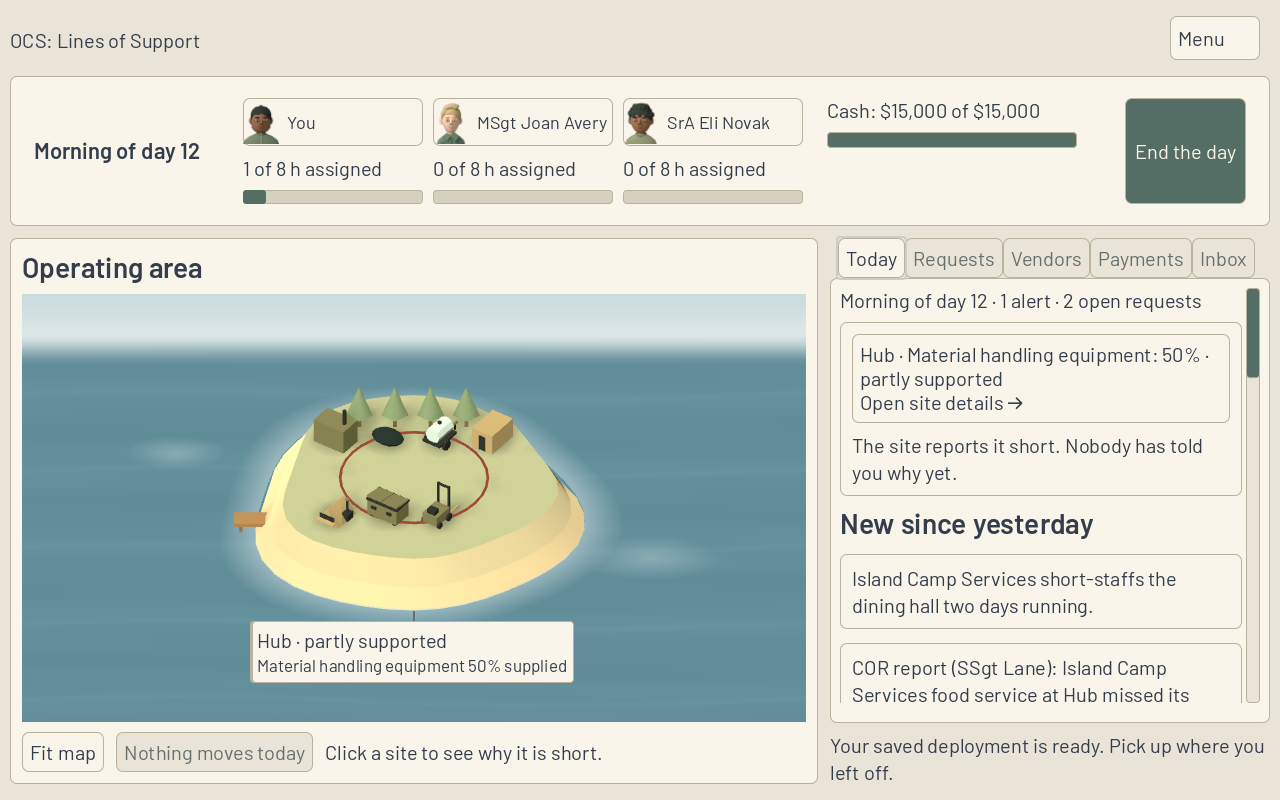 OCS: Lines of Support
Menu
Morning of day 12
You
MSgt Joan Avery
SrA Eli Novak
1 of 8 h assigned
0 of 8 h assigned
0 of 8 h assigned
Cash: $15,000 of $15,000
End the day
Operating area
Hub · partly supported
Material handling equipment 50% supplied
Fit map
Nothing moves today
Click a site to see why it is short.
Today
Requests
Vendors
Payments
Inbox
Morning of day 12 · 1 alert · 2 open requests
Hub · Material handling equipment: 50% ·
partly supported
Open site details →
The site reports it short. Nobody has told
you why yet.
New since yesterday
Island Camp Services short-staffs the
dining hall two days running.
COR report (SSgt Lane): Island Camp
Services food service at Hub missed its
Your saved deployment is ready. Pick up where you
left off.